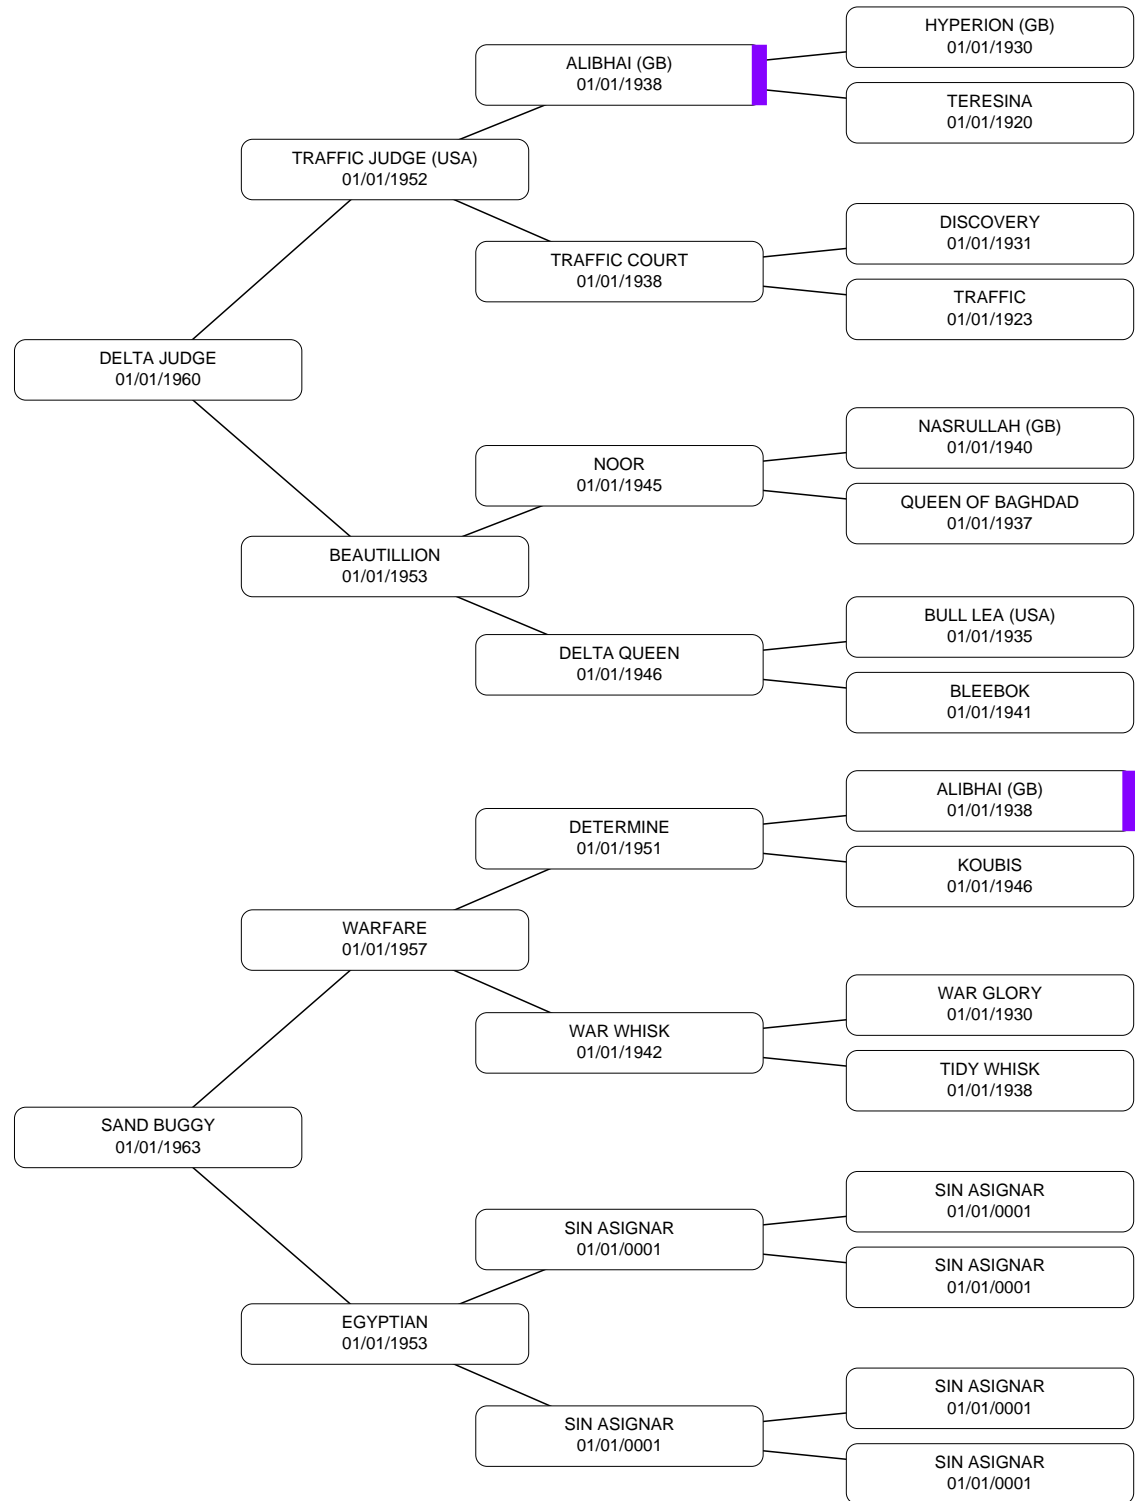 HYPERION (GB)
01/01/1930
ALIBHAI (GB)
01/01/1938
TERESINA
01/01/1920
TRAFFIC JUDGE (USA)
01/01/1952
DISCOVERY
01/01/1931
TRAFFIC COURT
01/01/1938
TRAFFIC
01/01/1923
DELTA JUDGE
01/01/1960
NASRULLAH (GB)
01/01/1940
NOOR
01/01/1945
QUEEN OF BAGHDAD
01/01/1937
BEAUTILLION
01/01/1953
BULL LEA (USA)
01/01/1935
DELTA QUEEN
01/01/1946
BLEEBOK
01/01/1941
ALIBHAI (GB)
01/01/1938
DETERMINE
01/01/1951
KOUBIS
01/01/1946
WARFARE
01/01/1957
WAR GLORY
01/01/1930
WAR WHISK
01/01/1942
TIDY WHISK
01/01/1938
SAND BUGGY
01/01/1963
SIN ASIGNAR
01/01/0001
SIN ASIGNAR
01/01/0001
SIN ASIGNAR
01/01/0001
EGYPTIAN
01/01/1953
SIN ASIGNAR
01/01/0001
SIN ASIGNAR
01/01/0001
SIN ASIGNAR
01/01/0001